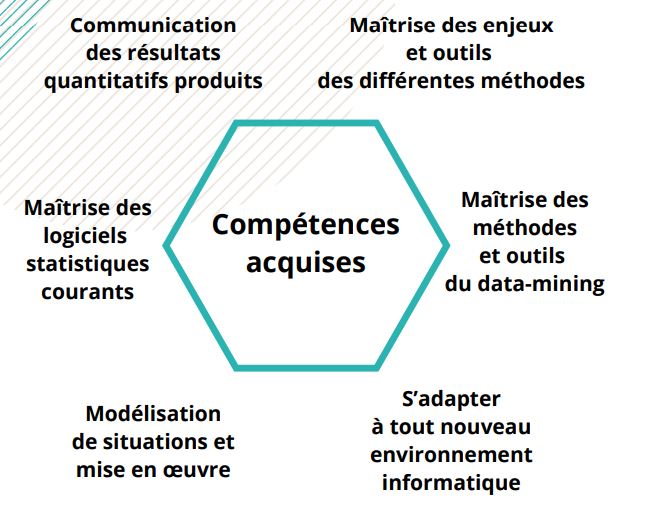 Communication
des résultats
quantitatifs produits
Maîtrise des enjeux
et outils
des différentes méthodes
Maîtrise des
logiciels
statistiques
courants
Compétences
acquises
Maîtrise des
méthodes
et outils
du data-mining
Modélisation
de situations et
mise en œuvre
S’adapter
à tout nouveau
environnement
informatique